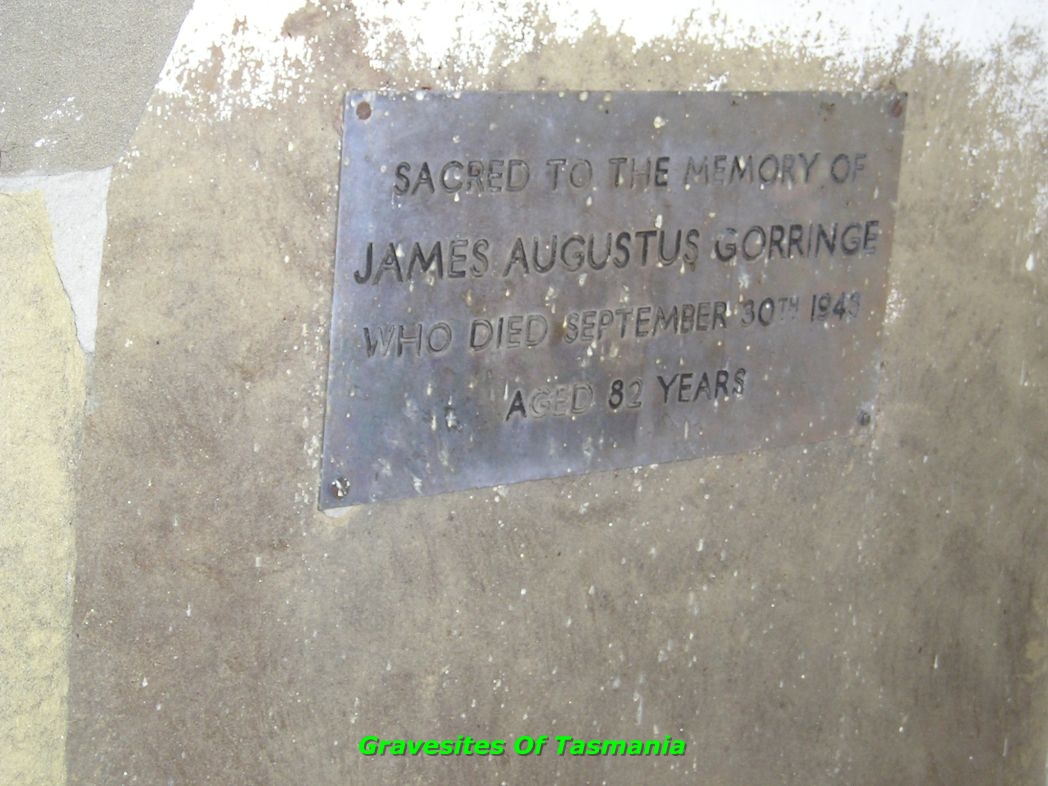 SACRED TO THE MEMORY OF
JAMES AUGUSTUS GORRINGE
WHO DIED SEPTEMBER 30TH 1943
AGED 82 YEARS
Gravesites Of Tasmania